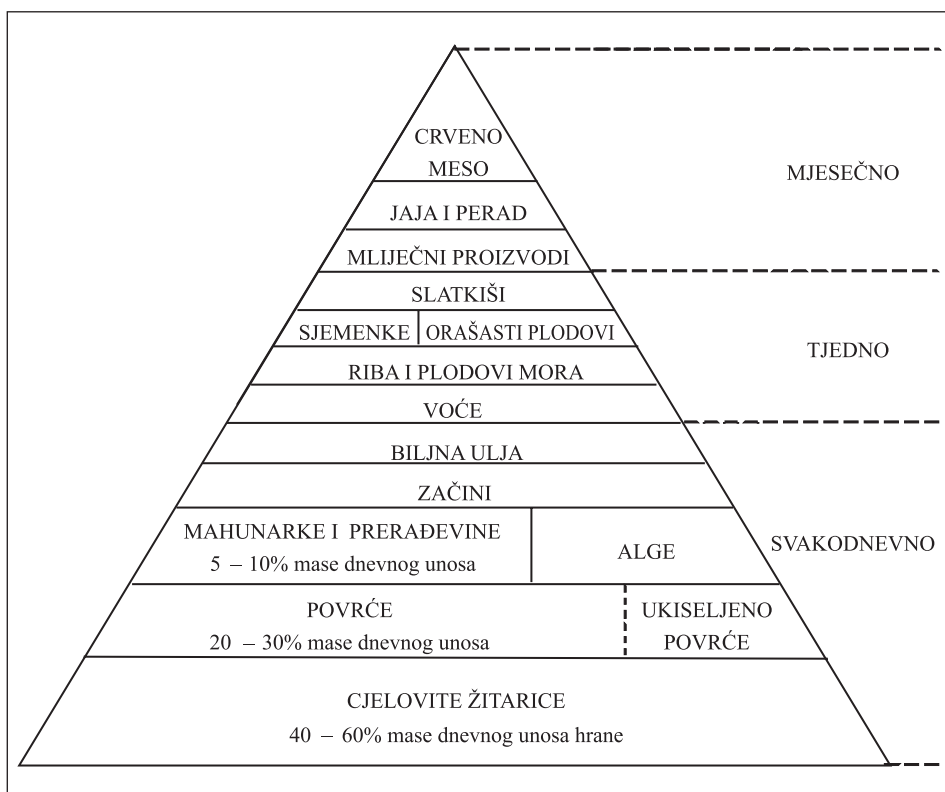 CRVENO
MESO
MJESEČNO
JAJA I PERAD
MLIJEČNI PROIZVODI
SLATKIŠI
SJEMENKE
ORAŠASTI PLODOVI
TJEDNO
RIBA I PLODOVI MORA
VOĆE
BILJNA ULJA
ZAČINI
MAHUNARKE I PRERAĐEVINE
5 – 10% mase dnevnog unosa
ALGE
SVAKODNEVNO
POVRĆE
20 – 30% mase dnevnog unosa
UKISELJENO
POVRĆE
CJELOVITE ŽITARICE
40 – 60% mase dnevnog unosa hrane